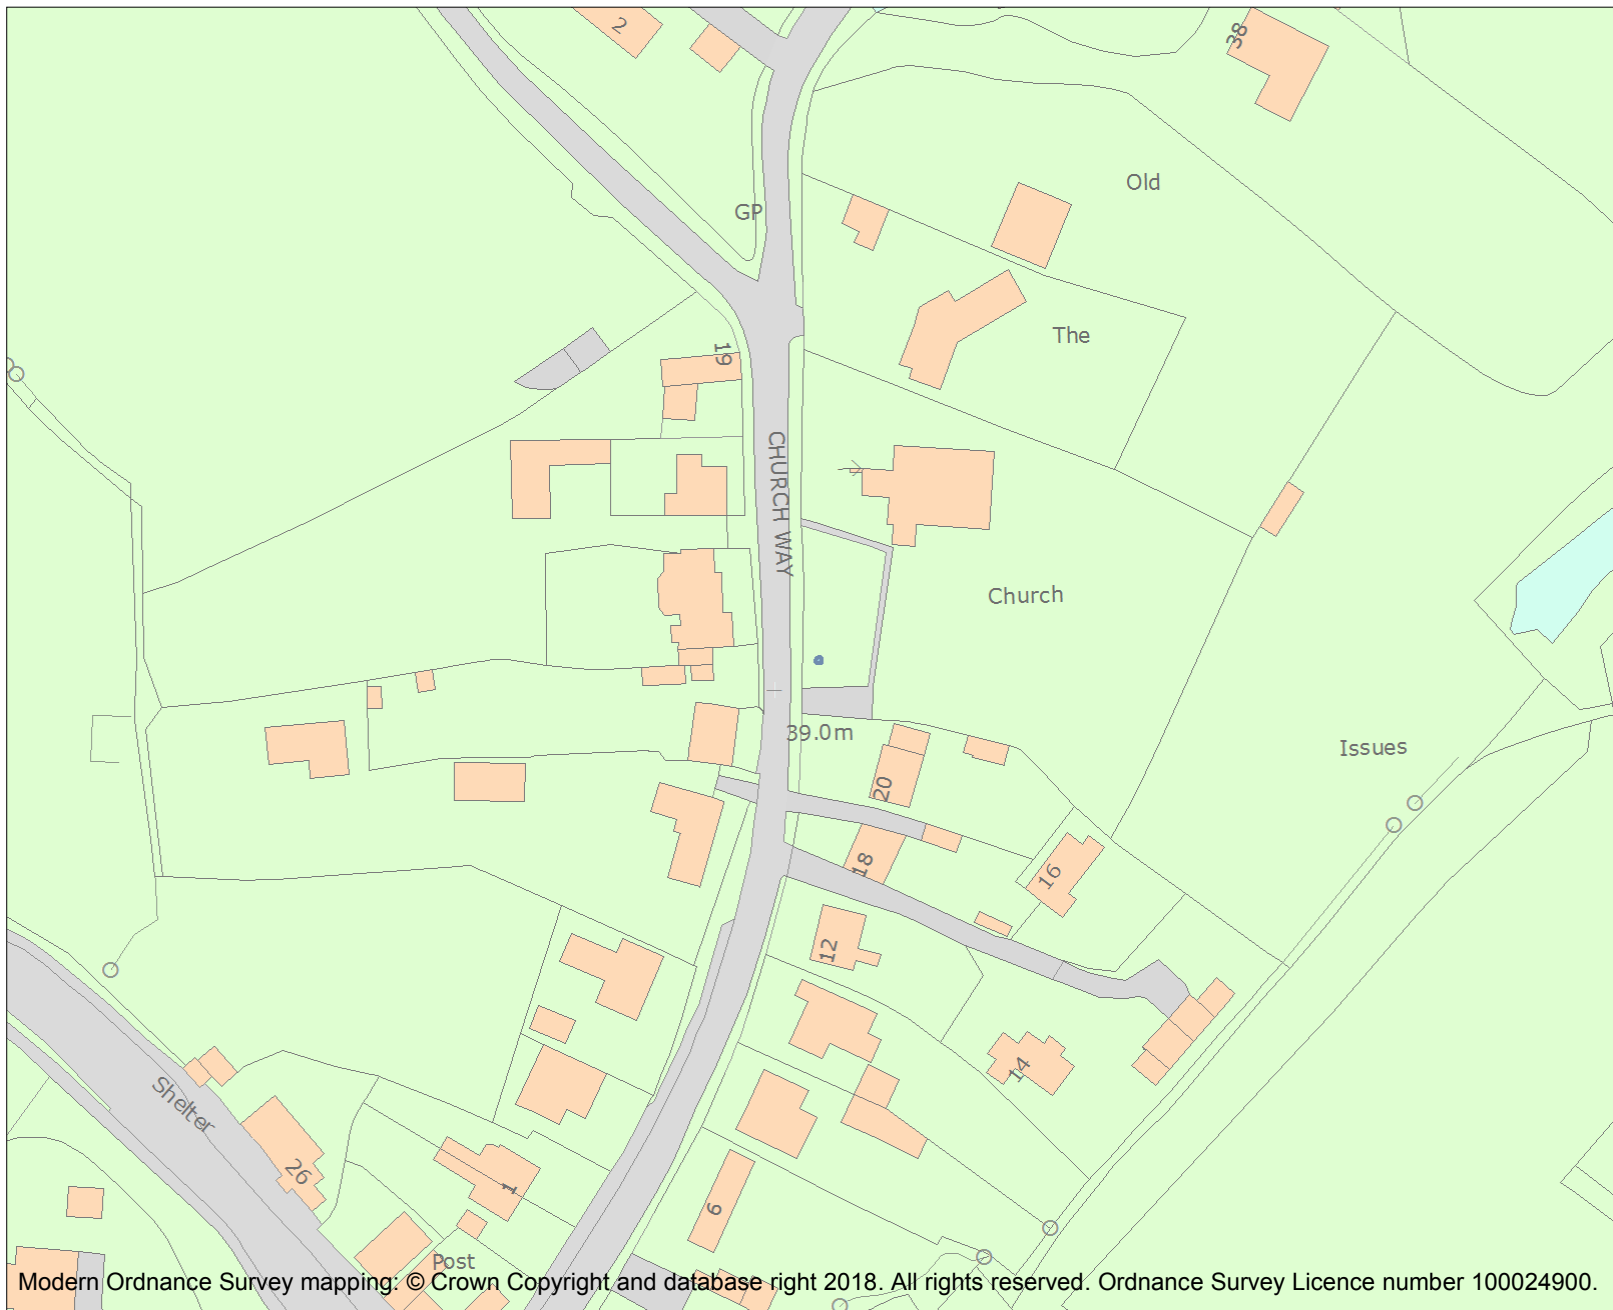 2
38
Old
GP
The
19
CHURCH WAY
Church
39.0m
Issues
20
18
16
12
14
Shelter
26
1
6
Post
Modern Ordnance Survey mapping: © Crown Copyright and database right 2018. All rights reserved. Ordnance Survey Licence number 100024900.